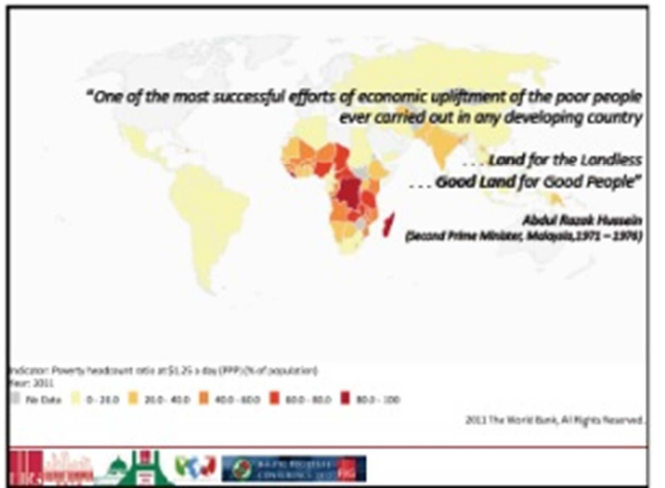 "One of the most successful efforts of economic upliftment of the poor people
ever carried out in any developing country
. . . Land for the Landless
. . . Good Land for Good People"
Abdul Razak Hussein
(Second Prime Minister, Malaysia, 1971 – 1976)
Indicator: Poverty headcount ratio at $1.25 a day (PPP) (% of population)
Year: 2011
No Data 0 - 20.0 20.0 - 40.0 40.0 - 60.0 60.0 - 80.0 80.0 - 100
2011 The World Bank, All Rights Reserved.
FIG